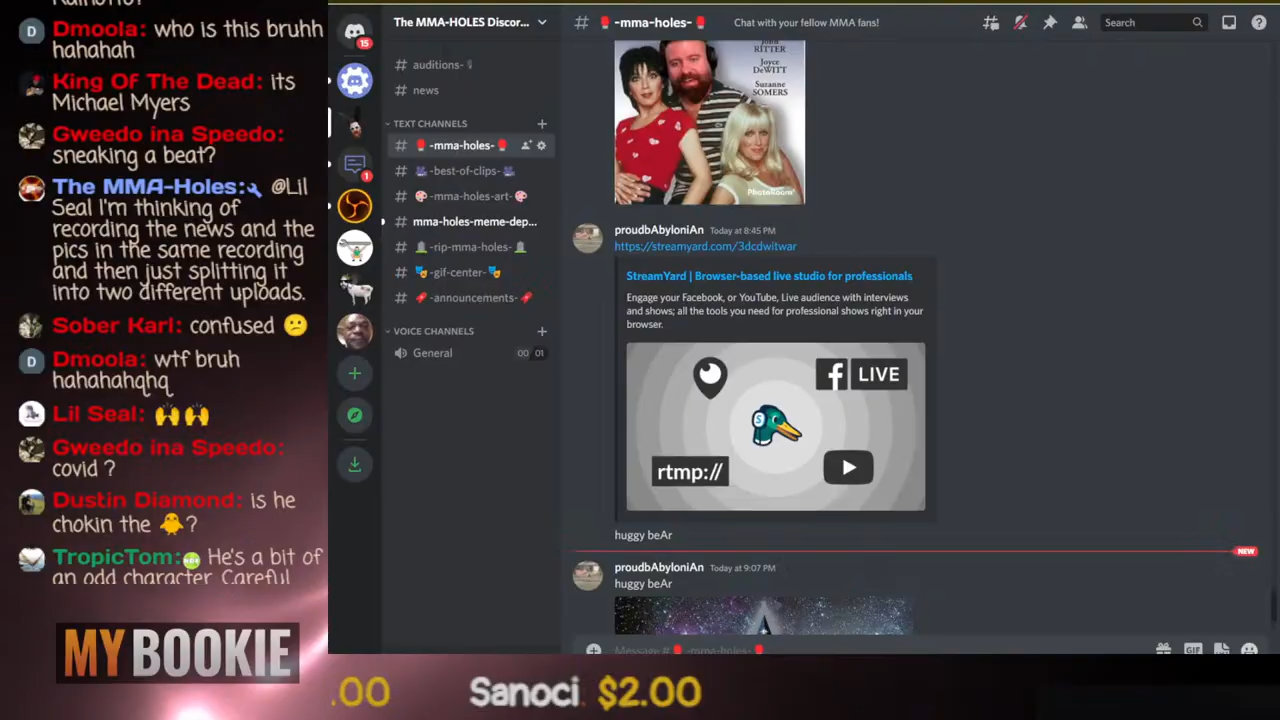 Dmoola: who is this bruhh
hahahah
King Of The Dead: its
Michael Myers
Gweedo ina Speedo:
sneaking a beat?
The MMA-Holes: @Lil
Seal I'm thinking of
recording the news and the
pics in the same recording
and then just splitting it
into two different uploads.
Sober Karl: confused 😕
D
Dmoola: wtf bruh
hahahahqhq
Lil Seal: 🙌🙌
Gweedo ina Speedo:
covid ?
Dustin Diamond: is he
chokin the 🐥?
TropicTom: He's a bit of
an odd character. Careful
MYBOOKIE
.00 Sanoci $2.00
15
1
The MMA-HOLES Discor...
# auditions-
# news
TEXT CHANNELS
# 🥊-mma-holes-🥊
# -best-of-clips-
# 🎨-mma-holes-art-🎨
mma-holes-meme-dep...
# -rip-mma-holes-
# 🎭-gif-center-🎭
# 🧨-announcements-🧨
VOICE CHANNELS
General 00 01
# 🥊-mma-holes-🥊 Chat with your fellow MMA fans! Search
JOHN
RITTER
Joyce
DeWITT
Suzanne
SOMERS
PhotoRoom
proudbAbyloniAn Today at 8:45 PM
https://streamyard.com/3dcdwitwar
StreamYard | Browser-based live studio for professionals
Engage your Facebook, or YouTube, Live audience with interviews
and shows; all the tools you need for professional shows right in your
browser.
f LIVE
S
rtmp://
huggy beAr
NEW
proudbAbyloniAn Today at 9:07 PM
huggy beAr
Message #🥊-mma-holes-🥊
GIF